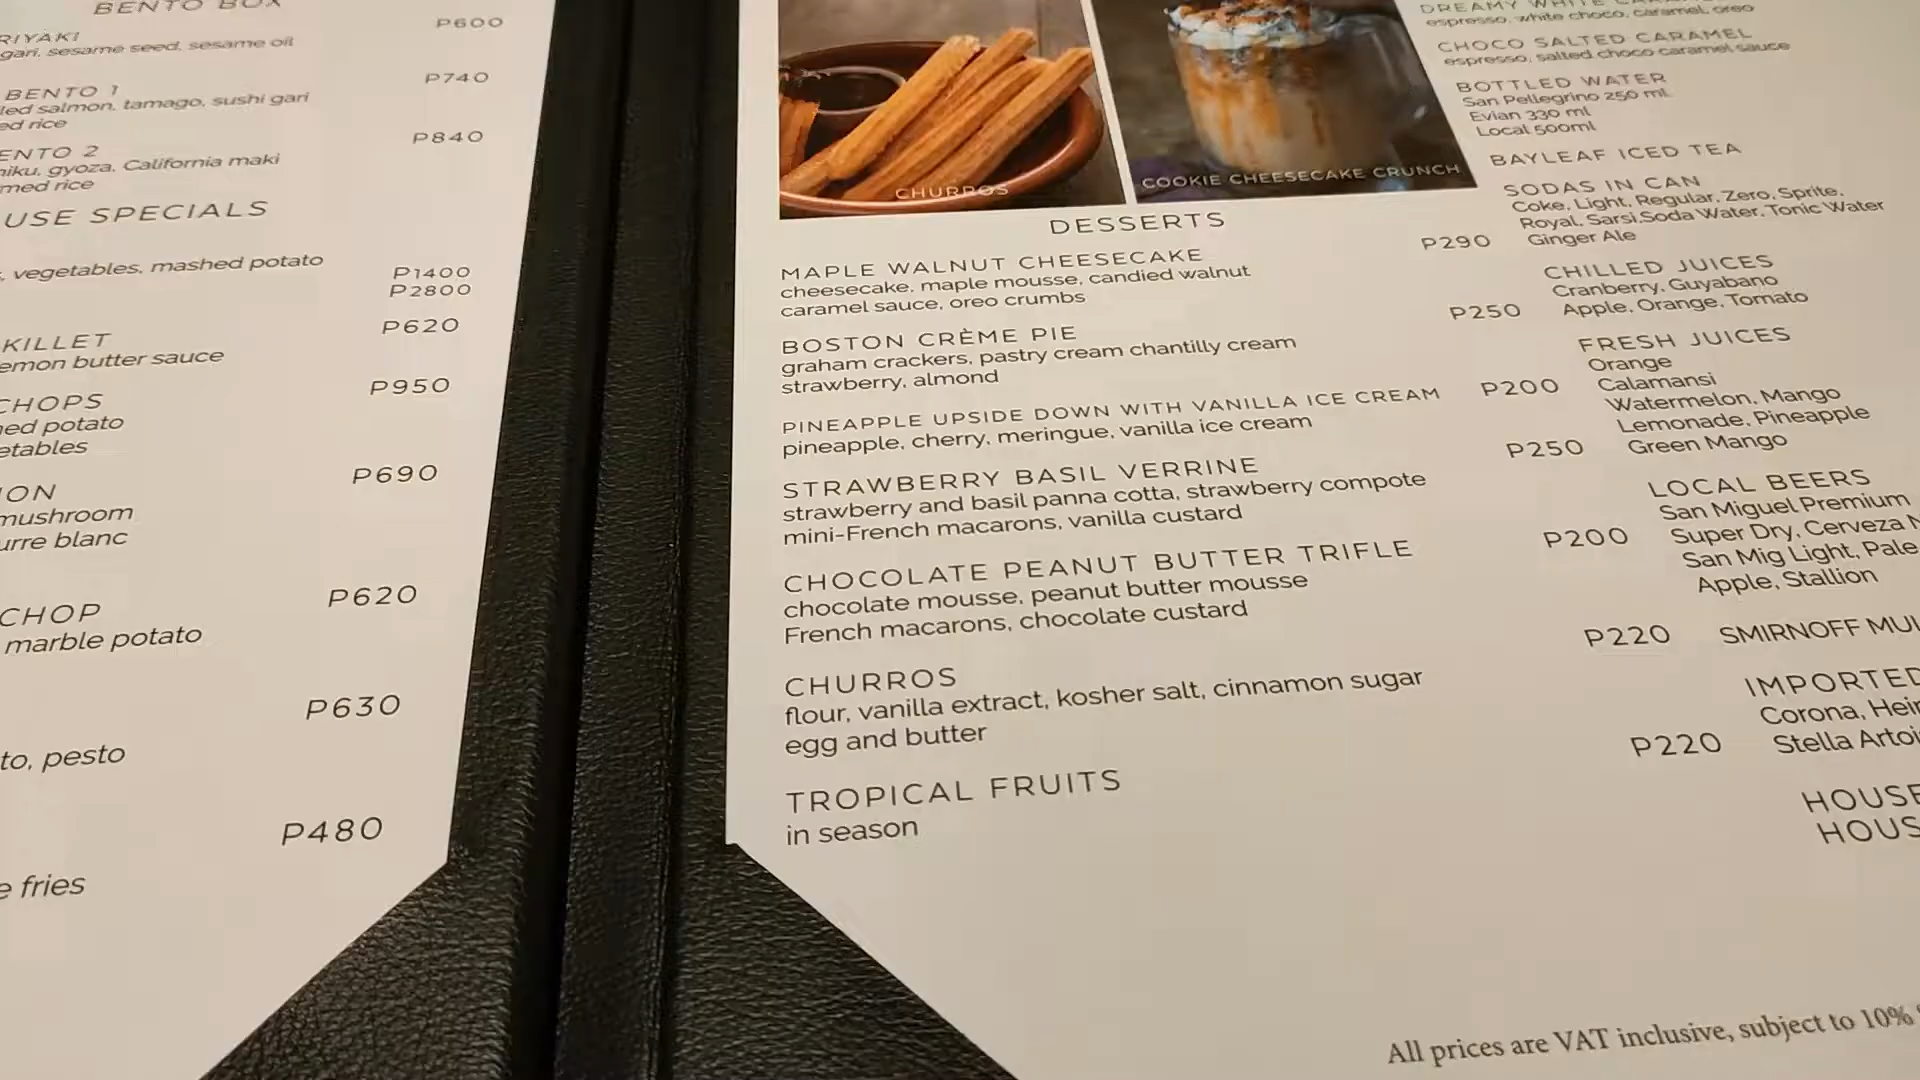 BENTO BOX
P600
RIYAKI
gari, sesame seed, sesame oil
P740
BENTO 1
led salmon, tamago, sushi gari
ed rice
P840
ENTO 2
niku, gyoza, California maki
med rice
USE SPECIALS
, vegetables, mashed potato
P1400
P2800
P620
KILLET
emon butter sauce
P950
CHOPS
ned potato
etables
P690
ON
mushroom
urre blanc
P620
CHOP
marble potato
P630
to, pesto
P480
e fries
CHURROS
COOKIE CHEESECAKE CRUNCH
DESSERTS
MAPLE WALNUT CHEESECAKE P290
cheesecake, maple mousse, candied walnut
caramel sauce, oreo crumbs
BOSTON CRÈME PIE P250
graham crackers, pastry cream chantilly cream
strawberry, almond
PINEAPPLE UPSIDE DOWN WITH VANILLA ICE CREAM P200
pineapple, cherry, meringue, vanilla ice cream
STRAWBERRY BASIL VERRINE P250
strawberry and basil panna cotta, strawberry compote
mini-French macarons, vanilla custard
CHOCOLATE PEANUT BUTTER TRIFLE P200
chocolate mousse, peanut butter mousse
French macarons, chocolate custard
CHURROS P220
flour, vanilla extract, kosher salt, cinnamon sugar
egg and butter
TROPICAL FRUITS P220
in season
DREAMY WHITE
espresso, white choco, caramel, oreo
CHOCO SALTED CARAMEL
espresso, salted choco caramel sauce
BOTTLED WATER
San Pellegrino 250 ml
Evian 330 ml
Local 500ml
BAYLEAF ICED TEA
SODAS IN CAN
Coke, Light, Regular, Zero, Sprite,
Royal, Sarsi,Soda Water, Tonic Water
Ginger Ale
CHILLED JUICES
Cranberry, Guyabano
Apple, Orange, Tomato
FRESH JUICES
Orange
Calamansi
Watermelon, Mango
Lemonade, Pineapple
Green Mango
LOCAL BEERS
San Miguel Premium
Super Dry, Cerveza N
San Mig Light, Pale
Apple, Stallion
SMIRNOFF MUL
IMPORTED
Corona, Hein
Stella Artoi
HOUSE
HOUS
All prices are VAT inclusive, subject to 10%